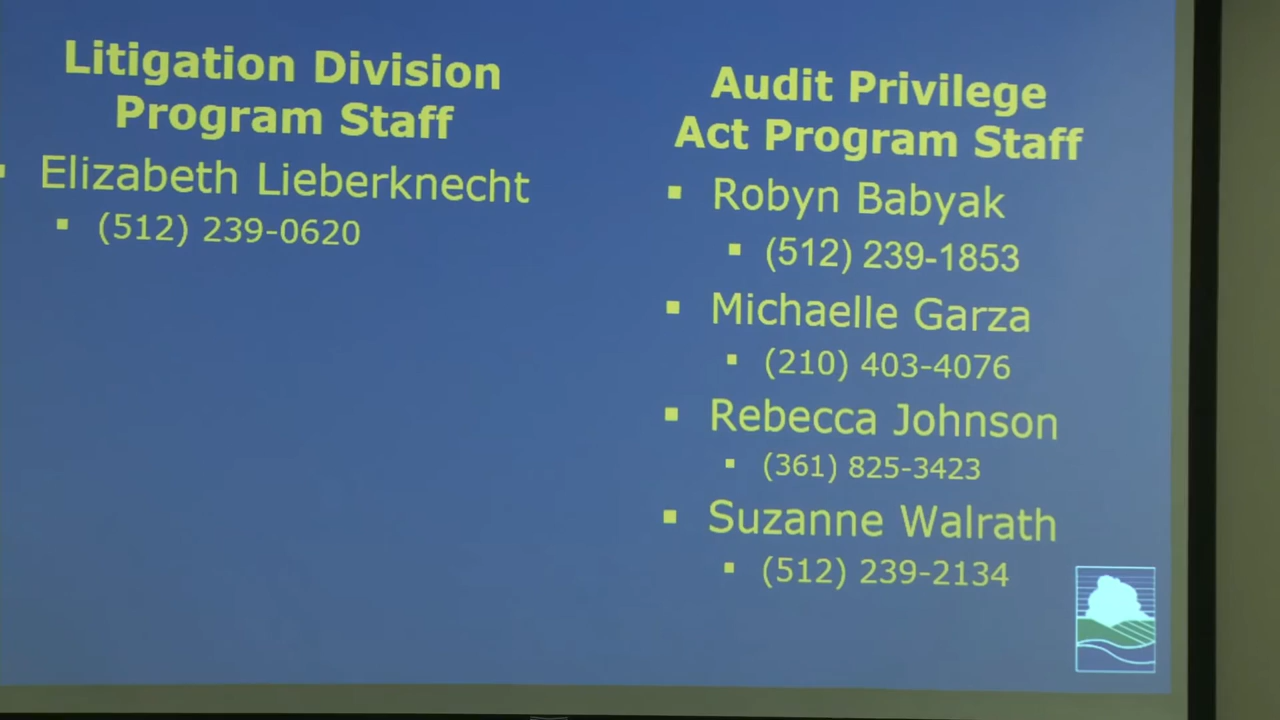 Litigation Division
Program Staff
Elizabeth Lieberknecht
(512) 239-0620
Audit Privilege
Act Program Staff
Robyn Babyak
(512) 239-1853
Michaelle Garza
(210) 403-4076
Rebecca Johnson
(361) 825-3423
Suzanne Walrath
(512) 239-2134